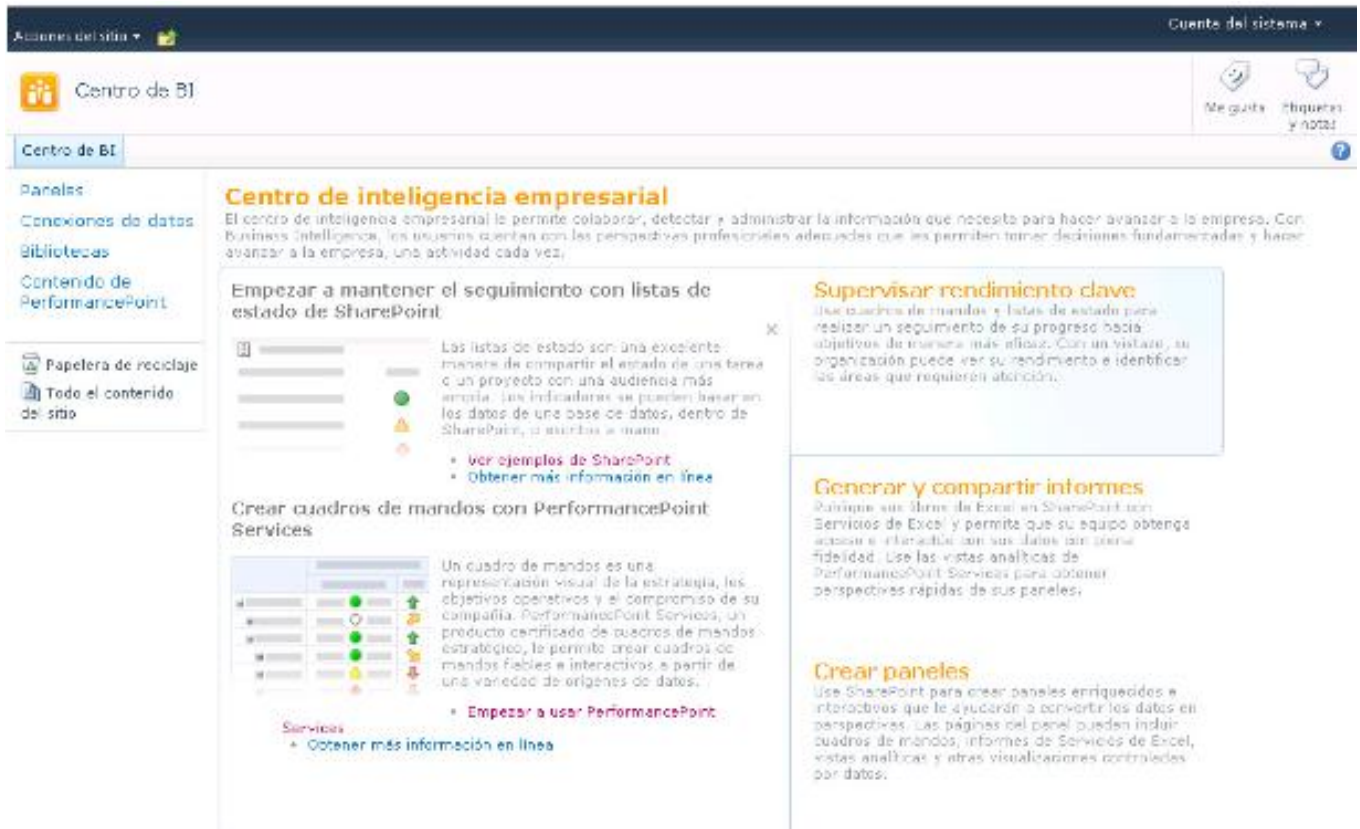 Acciones del sitio
Cuenta del sistema
Centro de BI
Me gusta
Etiquetas
y notas
Centro de BI
Paneles
Conexiones de datos
Bibliotecas
Contenido de
PerformancePoint
Papelera de reciclaje
Todo el contenido
del sitio
Centro de inteligencia empresarial
El centro de inteligencia empresarial le permite colaborar, detectar y administrar la información que necesita para hacer avanzar a la empresa. Con
Business Intelligence, los usuarios cuentan con las perspectivas profesionales adecuadas que les permiten tomar decisiones fundamentadas y hacer
avanzar a la empresa, una actividad cada vez.
Empezar a mantener el seguimiento con listas de
estado de SharePoint
Las listas de estado son una excelente
manera de compartir el estado de una tarea
o un proyecto con una audiencia más
amplia. Los indicadores se pueden basar en
los datos de una base de datos, dentro de
SharePoint, o escritos a mano.
Ver ejemplos de SharePoint
Obtener más información en línea
Crear cuadros de mandos con PerformancePoint
Services
Un cuadro de mandos es una
representación visual de la estrategia, los
objetivos operativos y el compromiso de su
compañía. PerformancePoint Services, un
producto certificado de cuadros de mandos
estratégico, le permite crear cuadros de
mandos fiables e interactivos a partir de
una variedad de orígenes de datos.
Empezar a usar PerformancePoint
Services
Obtener más información en línea
Supervisar rendimiento clave
Use cuadros de mandos y listas de estado para
realizar un seguimiento de su progreso hacia
objetivos de manera más eficaz. Con un vistazo, su
organización puede ver su rendimiento e identificar
las áreas que requieren atención.
Generar y compartir informes
Publique sus libros de Excel en SharePoint con
Servicios de Excel y permita que su equipo obtenga
acceso e interactúe con sus datos con plena
fidelidad. Use las vistas analíticas de
PerformancePoint Services para obtener
perspectivas rápidas de sus paneles.
Crear paneles
Use SharePoint para crear paneles enriquecidos e
interactivos que le ayudarán a convertir los datos en
perspectivas. Las páginas del panel pueden incluir
cuadros de mandos, informes de Servicios de Excel,
vistas analíticas y otras visualizaciones controladas
por datos.